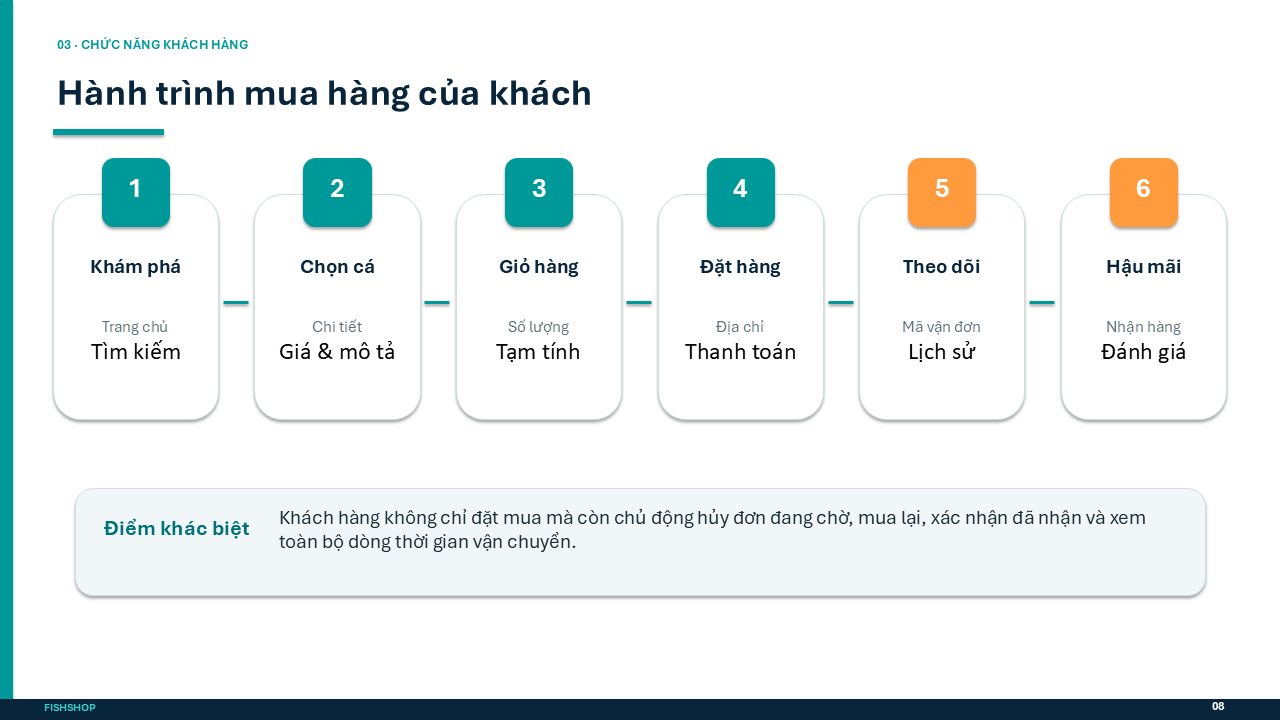 03 · CHỨC NĂNG KHÁCH HÀNG
Hành trình mua hàng của khách
1
Khám phá
Trang chủ
Tìm kiếm
2
Chọn cá
Chi tiết
Giá & mô tả
3
Giỏ hàng
Số lượng
Tạm tính
4
Đặt hàng
Địa chỉ
Thanh toán
5
Theo dõi
Mã vận đơn
Lịch sử
6
Hậu mãi
Nhận hàng
Đánh giá
Điểm khác biệt
Khách hàng không chỉ đặt mua mà còn chủ động hủy đơn đang chờ, mua lại, xác nhận đã nhận và xem
toàn bộ dòng thời gian vận chuyển.
FISHSHOP
08